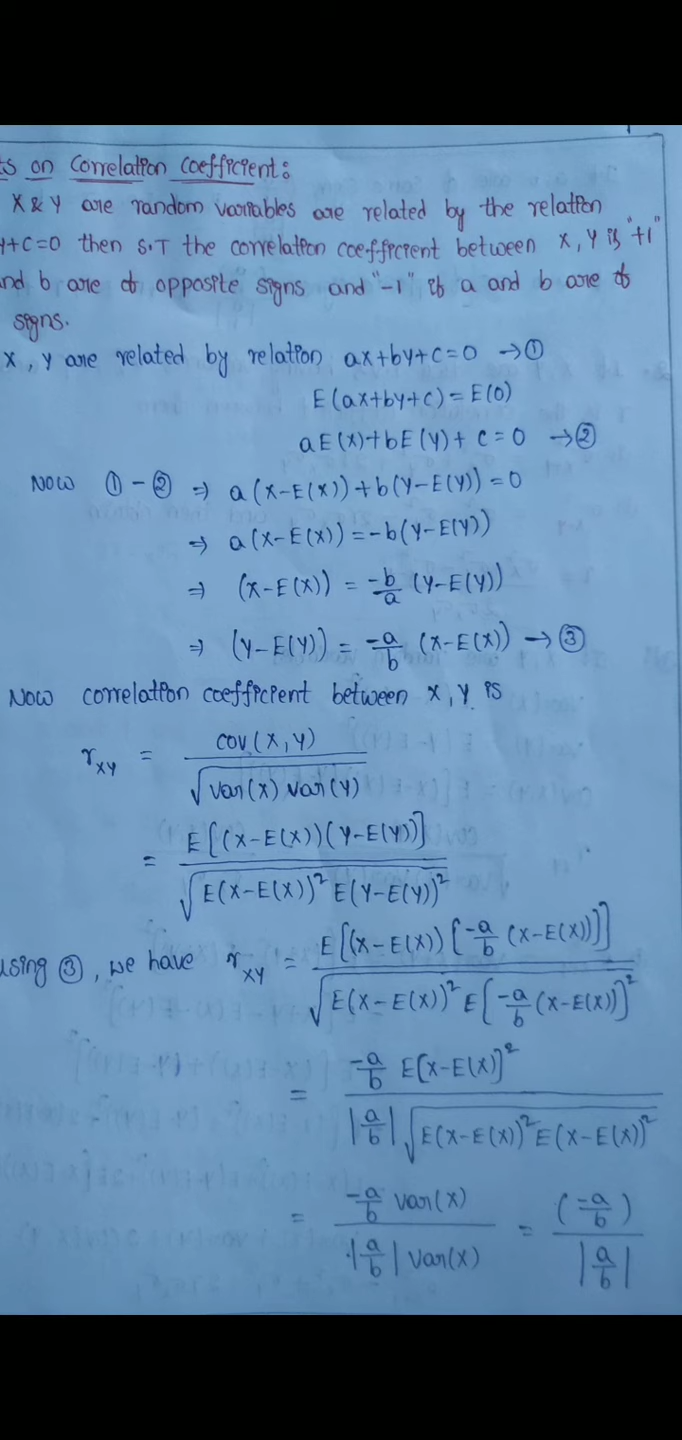 ts on Correlation Coefficient:
X & Y are random variables are related by the relation
y+c=0 then S.T the correlation coefficient between X, Y is "+1"
nd b are of opposite signs and "-1" if a and b are of
signs.
X, Y are related by relation ax+by+c=0 →①
E(ax+by+c)=E(0)
aE(x)+bE(y)+c=0 →②
Now ①-② ⇒ a(x-E(x))+b(y-E(y))=0
⇒ a(x-E(x))=-b(y-E(y))
⇒ (x-E(x)) = -b/a (y-E(y))
⇒ (y-E(y)) = -a/b (x-E(x)) →③
Now correlation coefficient between x, y is
r_xy = cov(x,y) / √var(x) var(y)
= E[(x-E(x))(y-E(y))] / √E(x-E(x))² E(y-E(y))²
using ③, we have r_xy = E[(x-E(x)) [-a/b (x-E(x))]] / √E(x-E(x))² E[-a/b (x-E(x))]²
= -a/b E[x-E(x)]² / |a/b| √E(x-E(x))² E(x-E(x))²
= -a/b var(x) / |a/b| var(x) = (-a/b) / |a/b|